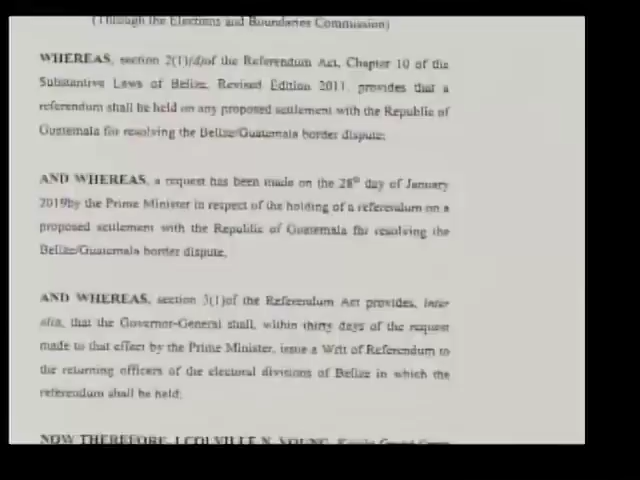 (Through the Elections and Boundaries Commission)
WHEREAS, section 2(1)(d)of the Referendum Act, Chapter 10 of the
Substantive Laws of Belize, Revised Edition 2011, provides that a
referendum shall be held on any proposed settlement with the Republic of
Guatemala for resolving the Belize/Guatemala border dispute;
AND WHEREAS, a request has been made on the 28th day of January
2019by the Prime Minister in respect of the holding of a referendum on a
proposed settlement with the Republic of Guatemala for resolving the
Belize/Guatemala border dispute,
AND WHEREAS, section 3(1)of the Referendum Act provides, inter
alia, that the Governor-General shall, within thirty days of the request
made to that effect by the Prime Minister, issue a Writ of Referendum to
the returning officers of the electoral divisions of Belize in which the
referendum shall be held;
NOW THEREFORE, I COLVILLE N. YOUNG, Knight Grand Cross